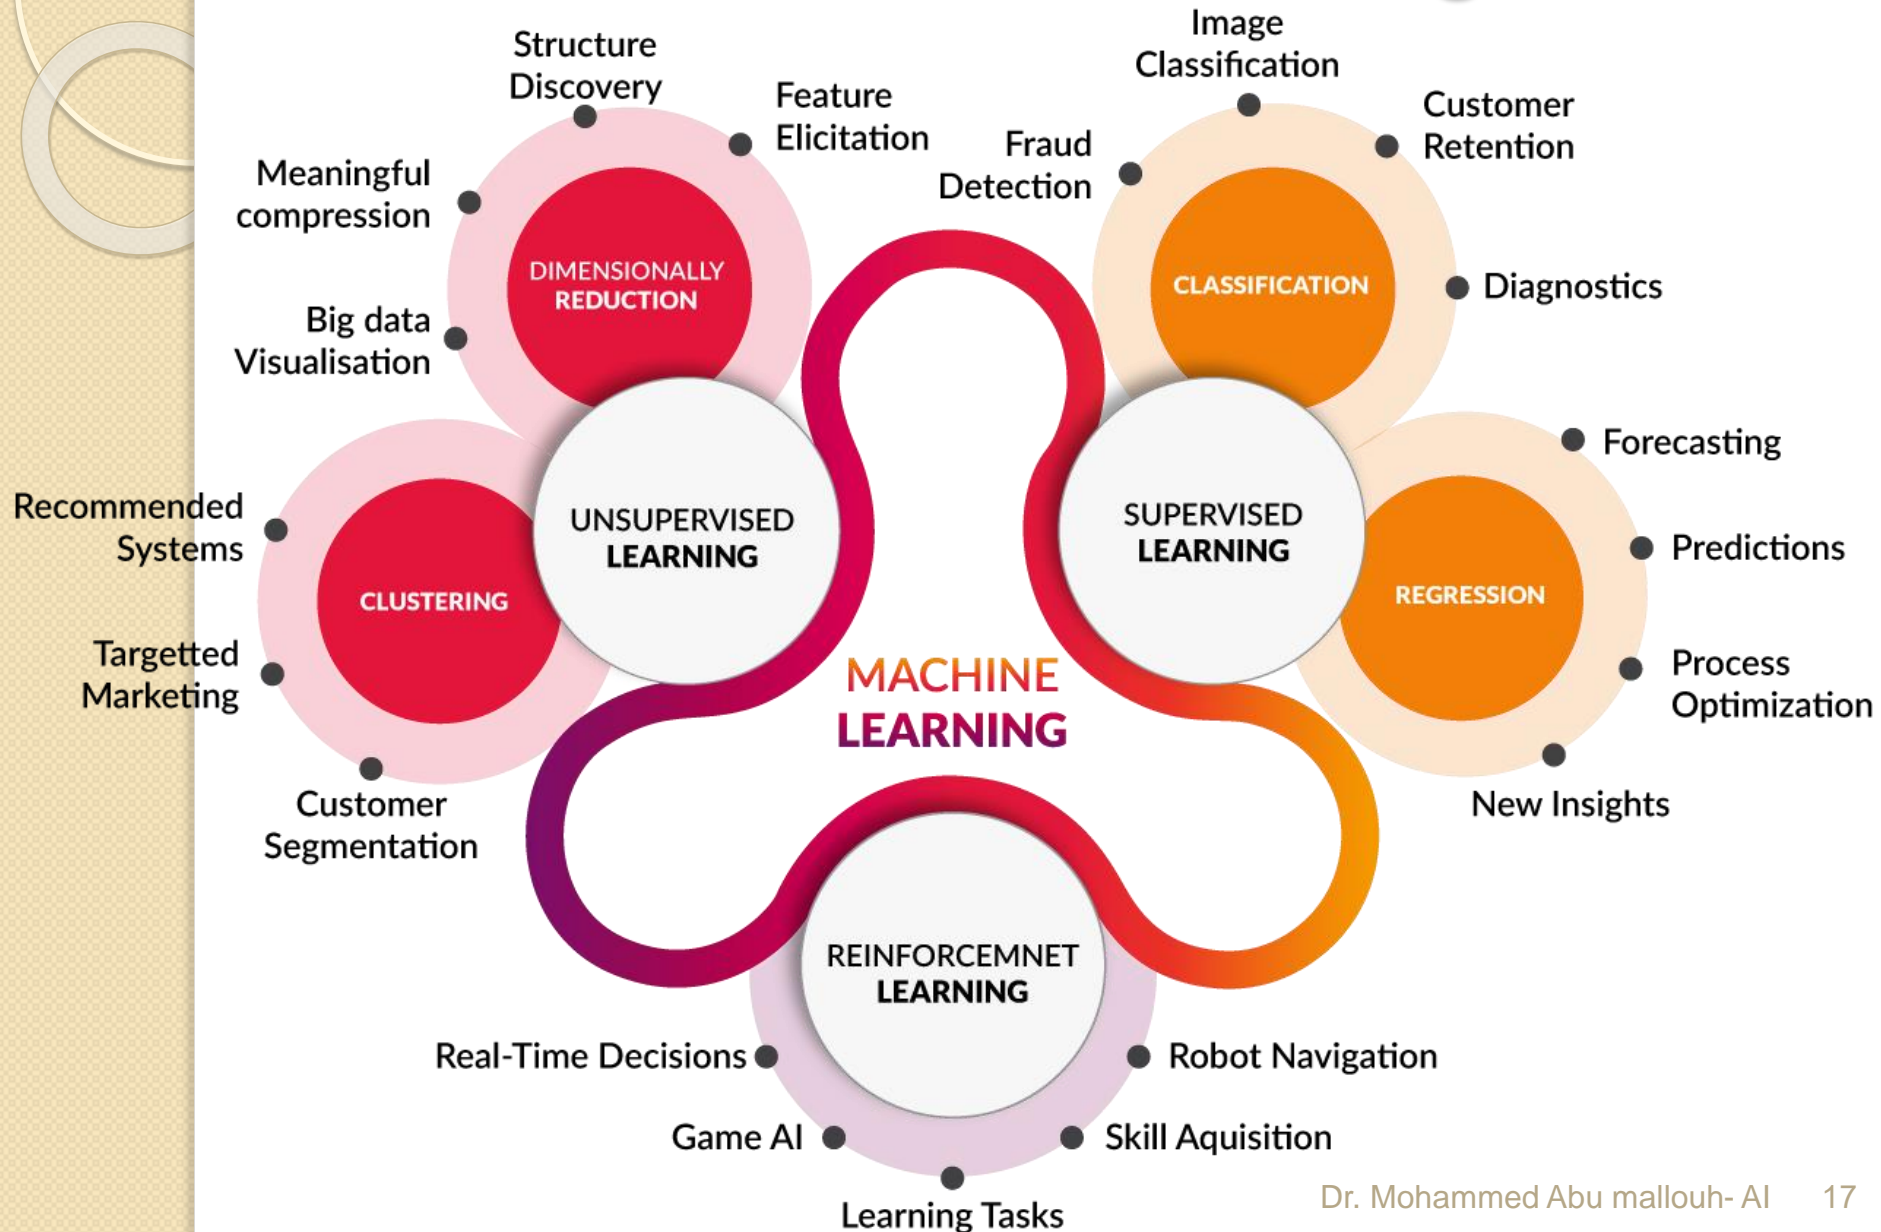 Structure
Discovery
Feature
Elicitation
Meaningful
compression
Big data
Visualisation
DIMENSIONALLY
REDUCTION
Recommended
Systems
Targetted
Marketing
Customer
Segmentation
CLUSTERING
UNSUPERVISED
LEARNING
Image
Classification
Customer
Retention
Fraud
Detection
Diagnostics
CLASSIFICATION
SUPERVISED
LEARNING
Forecasting
Predictions
Process
Optimization
New Insights
REGRESSION
MACHINE
LEARNING
REINFORCEMNET
LEARNING
Real-Time Decisions
Robot Navigation
Game AI
Skill Aquisition
Learning Tasks
Dr. Mohammed Abu mallouh- AI 17